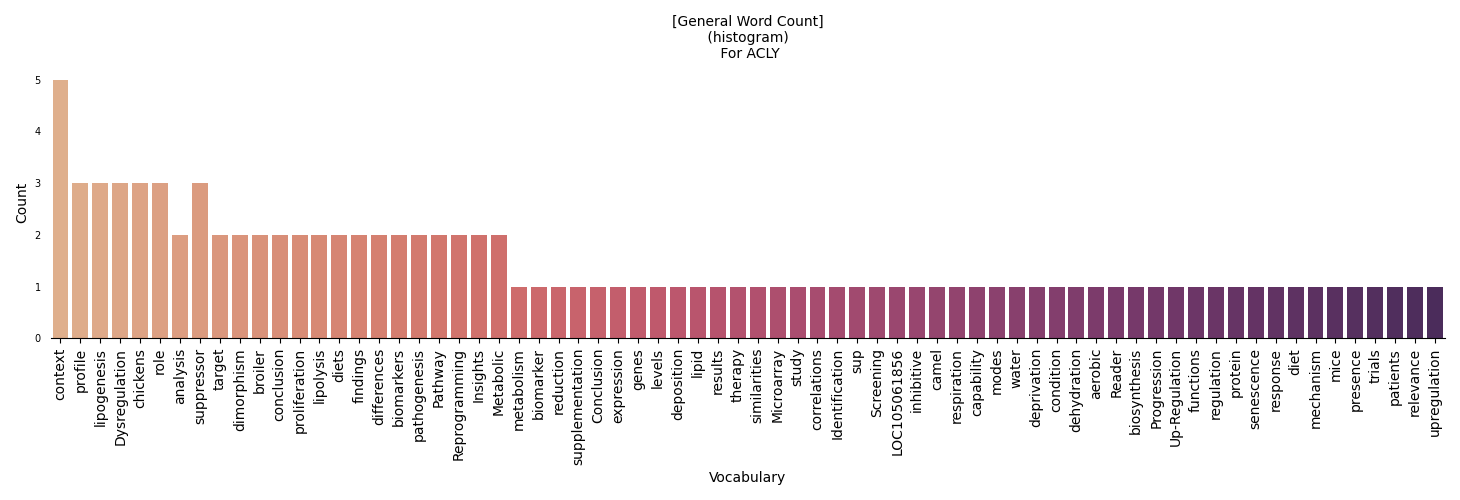 [General Word Count]
(histogram)
For ACLY
Count
5
4
3
2
1
0
context
profile
lipogenesis
Dysregulation
chickens
role
analysis
suppressor
target
dimorphism
broiler
conclusion
proliferation
lipolysis
diets
findings
differences
biomarkers
pathogenesis
Pathway
Reprogramming
Insights
Metabolic
metabolism
biomarker
reduction
supplementation
Conclusion
expression
genes
levels
deposition
lipid
results
therapy
similarities
Microarray
study
correlations
Identification
sup
Screening
LOC105061856
inhibitive
camel
respiration
capability
modes
water
deprivation
condition
dehydration
aerobic
Reader
biosynthesis
Progression
Up-Regulation
functions
regulation
protein
senescence
response
diet
mechanism
mice
presence
trials
patients
relevance
upregulation
Vocabulary